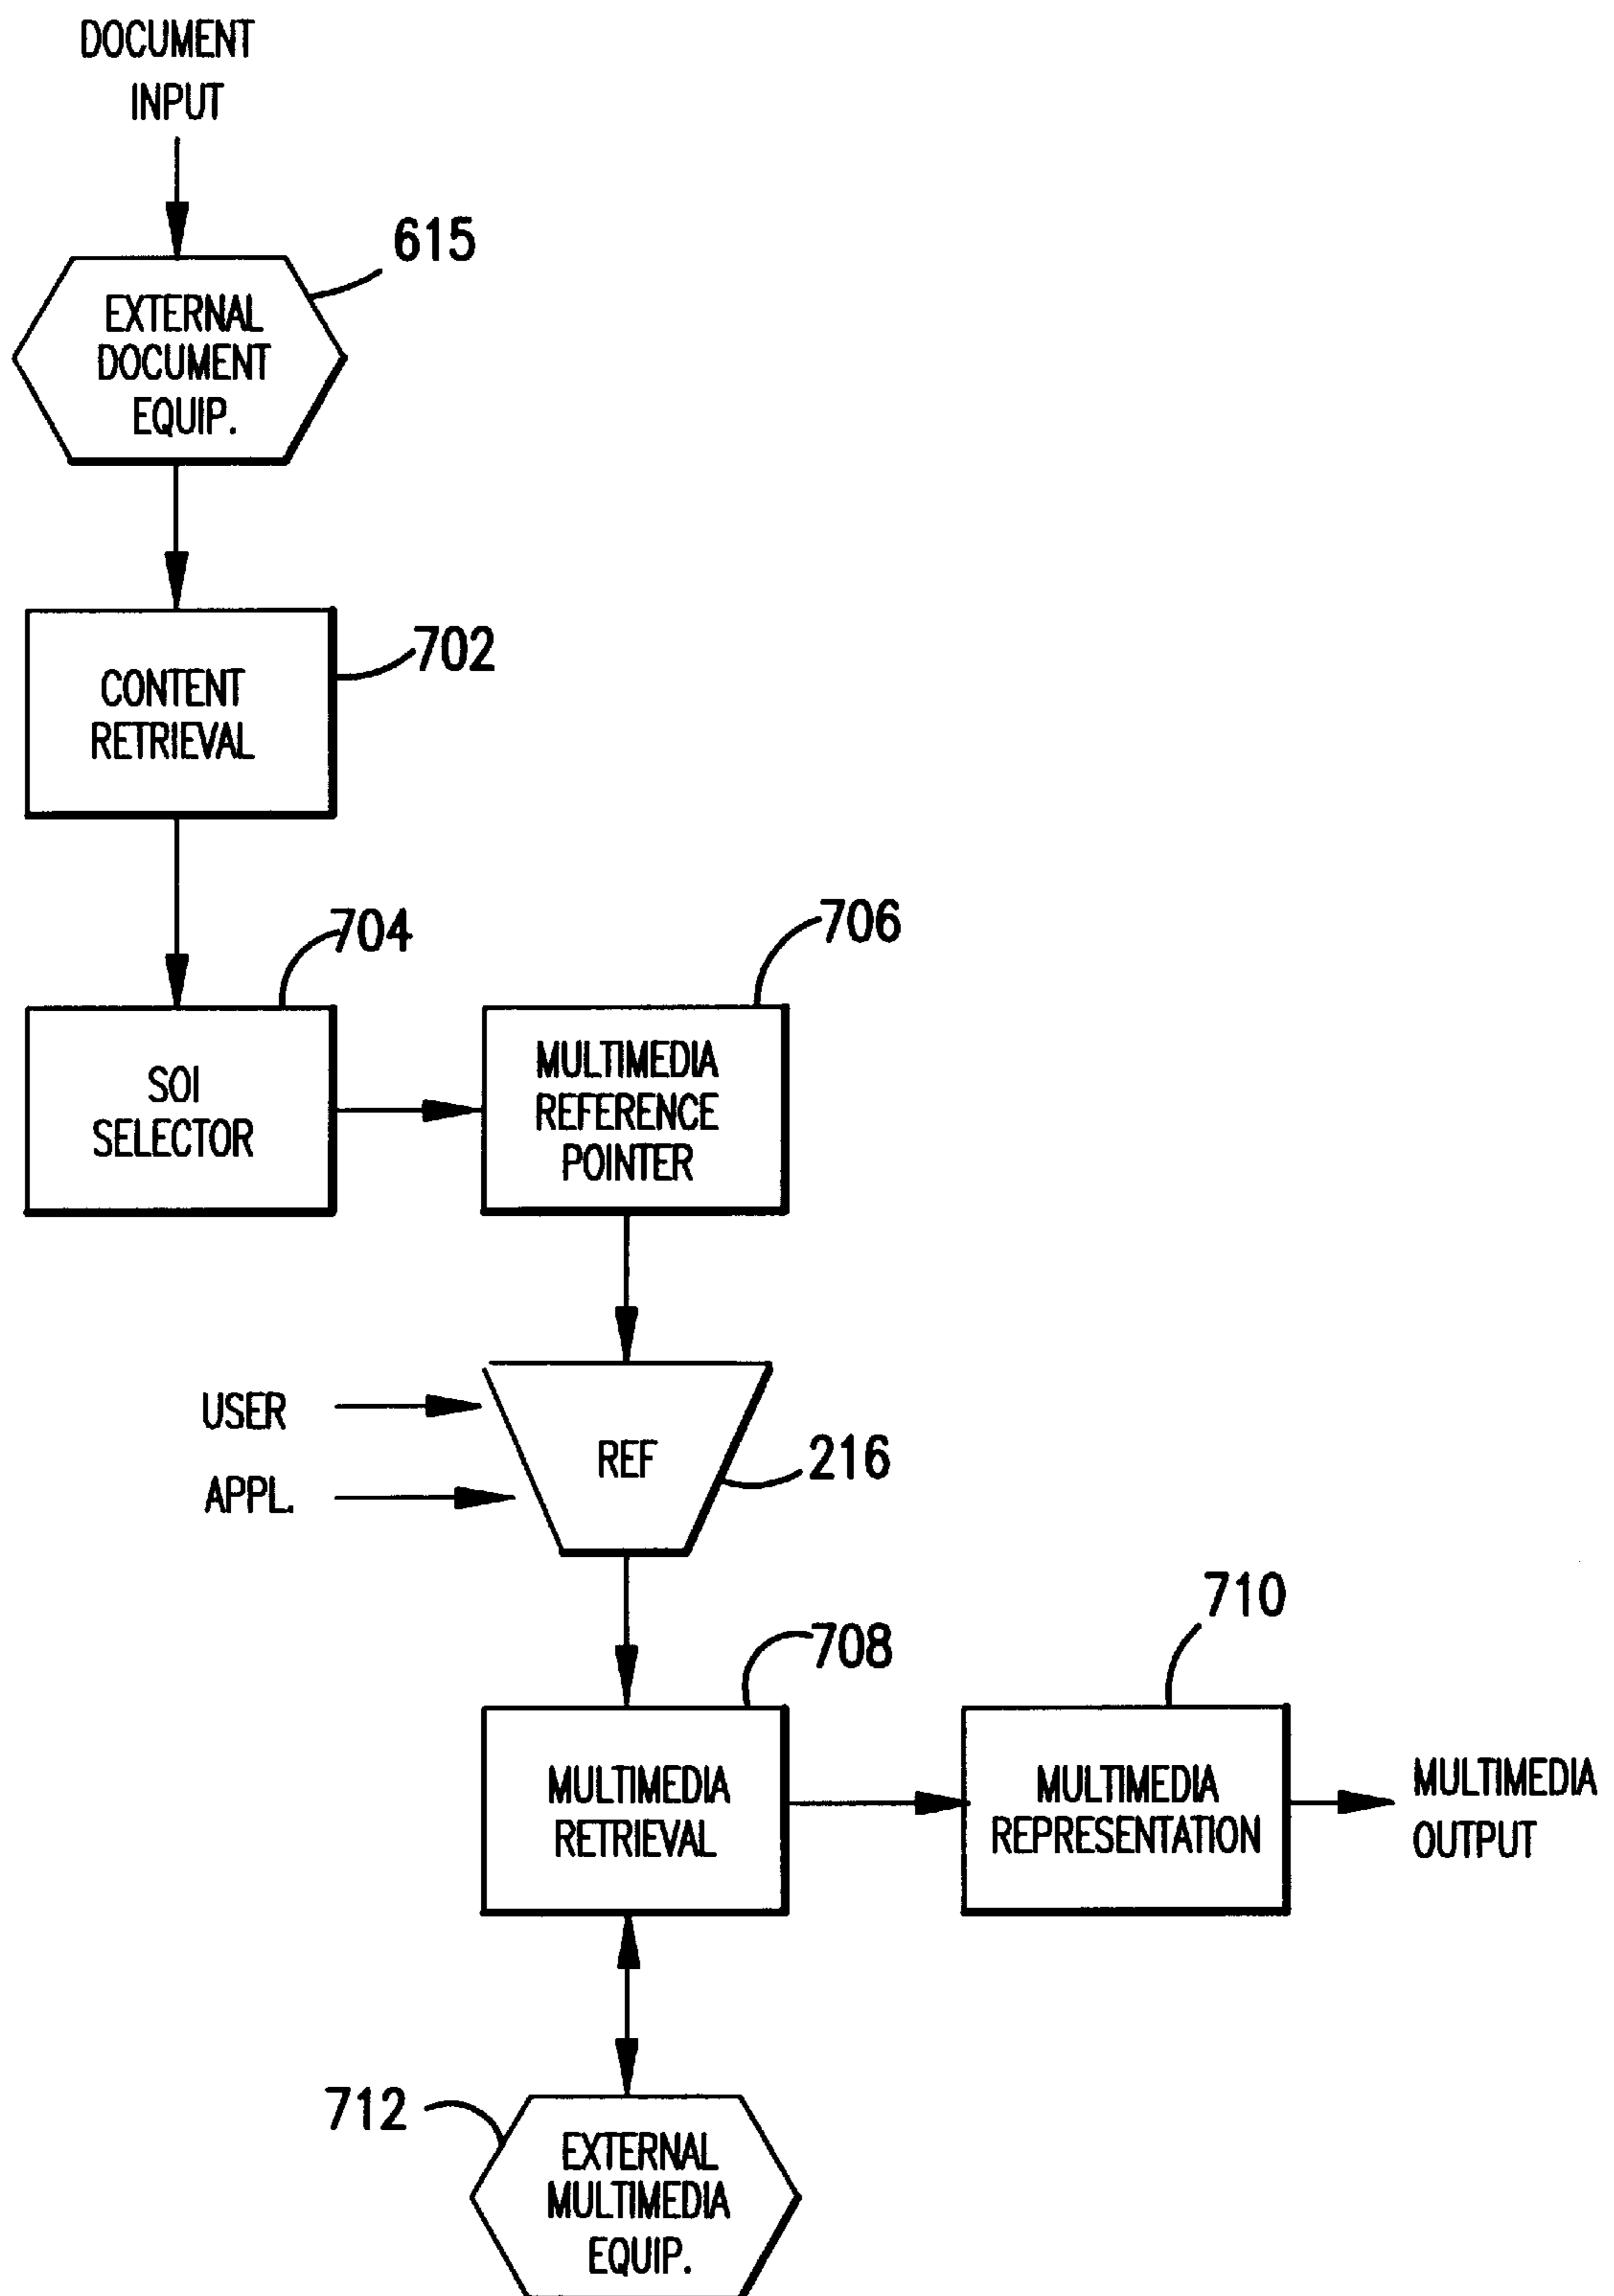 DOCUMENT
INPUT
615
EXTERNAL
DOCUMENT
EQUIP.
702
CONTENT
RETRIEVAL
704
706
SOI
SELECTOR
MULTIMEDIA
REFERENCE
POINTER
USER
APPL.
REF
216
710
708
MULTIMEDIA
RETRIEVAL
MULTIMEDIA
REPRESENTATION
MULTIMEDIA
OUTPUT
712
EXTERNAL
MULTIMEDIA
EQUIP.